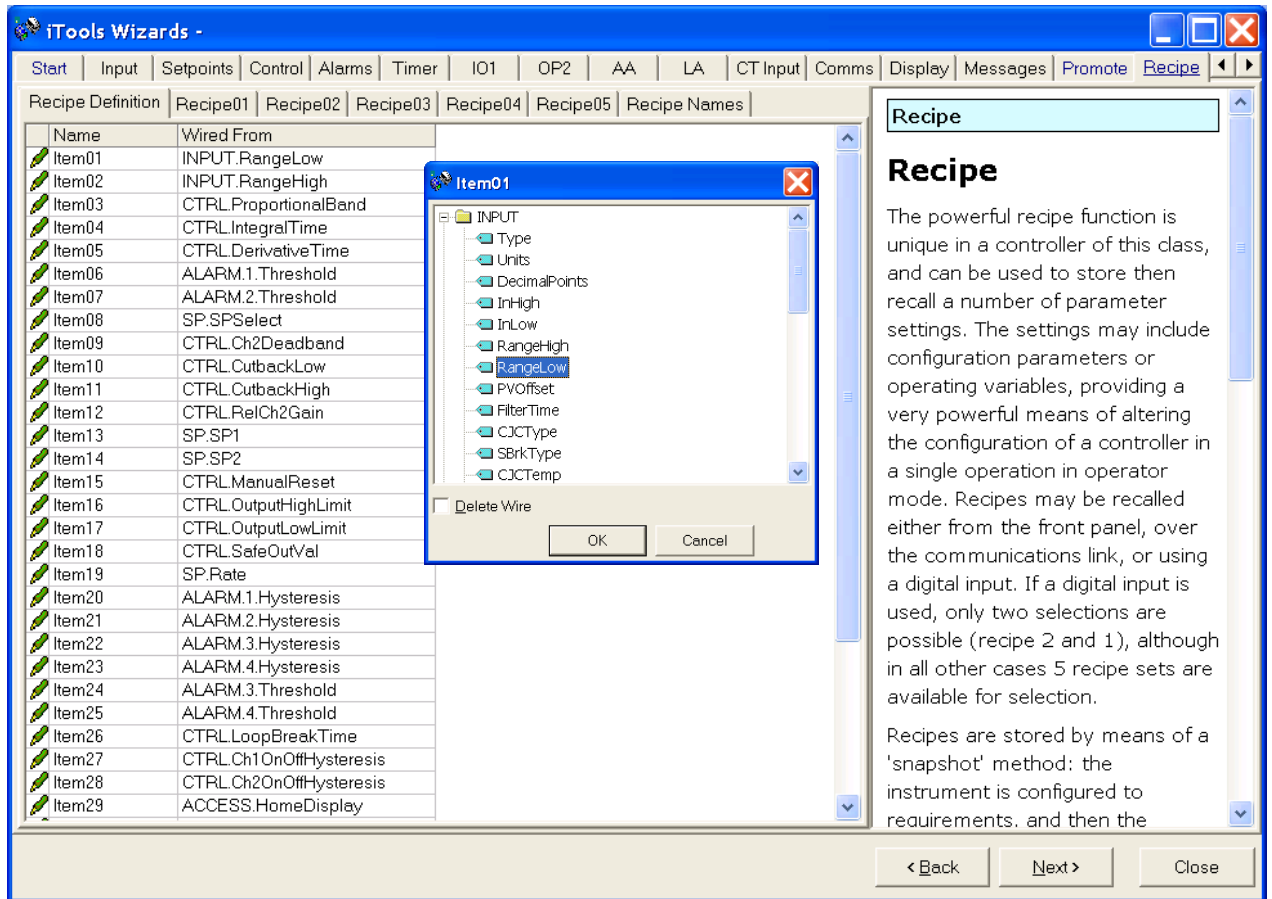 iTools Wizards -
Start Input Setpoints Control Alarms Timer IO1 OP2 AA LA CT Input Comms Display Messages Promote Recipe
Recipe Definition Recipe01 Recipe02 Recipe03 Recipe04 Recipe05 Recipe Names
Name Wired From
Item01 INPUT.RangeLow
Item02 INPUT.RangeHigh
Item03 CTRL.ProportionalBand
Item04 CTRL.IntegralTime
Item05 CTRL.DerivativeTime
Item06 ALARM.1.Threshold
Item07 ALARM.2.Threshold
Item08 SP.SPSelect
Item09 CTRL.Ch2Deadband
Item10 CTRL.CutbackLow
Item11 CTRL.CutbackHigh
Item12 CTRL.RelCh2Gain
Item13 SP.SP1
Item14 SP.SP2
Item15 CTRL.ManualReset
Item16 CTRL.OutputHighLimit
Item17 CTRL.OutputLowLimit
Item18 CTRL.SafeOutVal
Item19 SP.Rate
Item20 ALARM.1.Hysteresis
Item21 ALARM.2.Hysteresis
Item22 ALARM.3.Hysteresis
Item23 ALARM.4.Hysteresis
Item24 ALARM.3.Threshold
Item25 ALARM.4.Threshold
Item26 CTRL.LoopBreakTime
Item27 CTRL.Ch1OnOffHysteresis
Item28 CTRL.Ch2OnOffHysteresis
Item29 ACCESS.HomeDisplay
Item01
INPUT
Type
Units
DecimalPoints
InHigh
InLow
RangeHigh
RangeLow
PVOffset
FilterTime
CJCType
SBrkType
CJCTemp
Delete Wire
OK Cancel
Recipe
Recipe
The powerful recipe function is
unique in a controller of this class,
and can be used to store then
recall a number of parameter
settings. The settings may include
configuration parameters or
operating variables, providing a
very powerful means of altering
the configuration of a controller in
a single operation in operator
mode. Recipes may be recalled
either from the front panel, over
the communications link, or using
a digital input. If a digital input is
used, only two selections are
possible (recipe 2 and 1), although
in all other cases 5 recipe sets are
available for selection.
Recipes are stored by means of a
'snapshot' method: the
instrument is configured to
requirements, and then the
< Back Next > Close